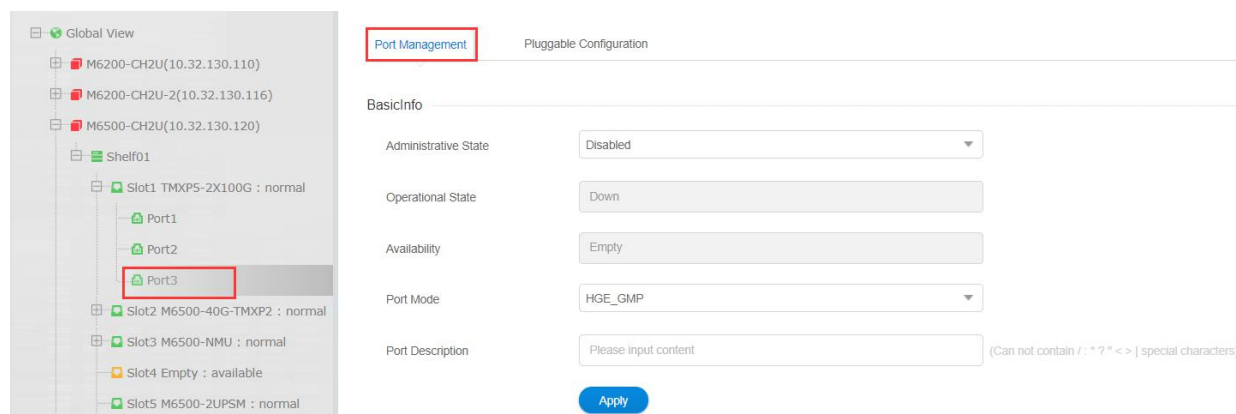 Global View
M6200-CH2U(10.32.130.110)
M6200-CH2U-2(10.32.130.116)
M6500-CH2U(10.32.130.120)
Shelf01
Slot1 TMXPS-2X100G : normal
Port1
Port2
Port3
Slot2 M6500-40G-TMXP2 : normal
Slot3 M6500-NMU : normal
Slot4 Empty : available
Slot5 M6500-2UPSM : normal
Port Management Pluggable Configuration
BasicInfo
Administrative State Disabled
Operational State Down
Availability Empty
Port Mode HGE_GMP
Port Description Please input content (Can not contain / : * ? " < > | special characters)
Apply